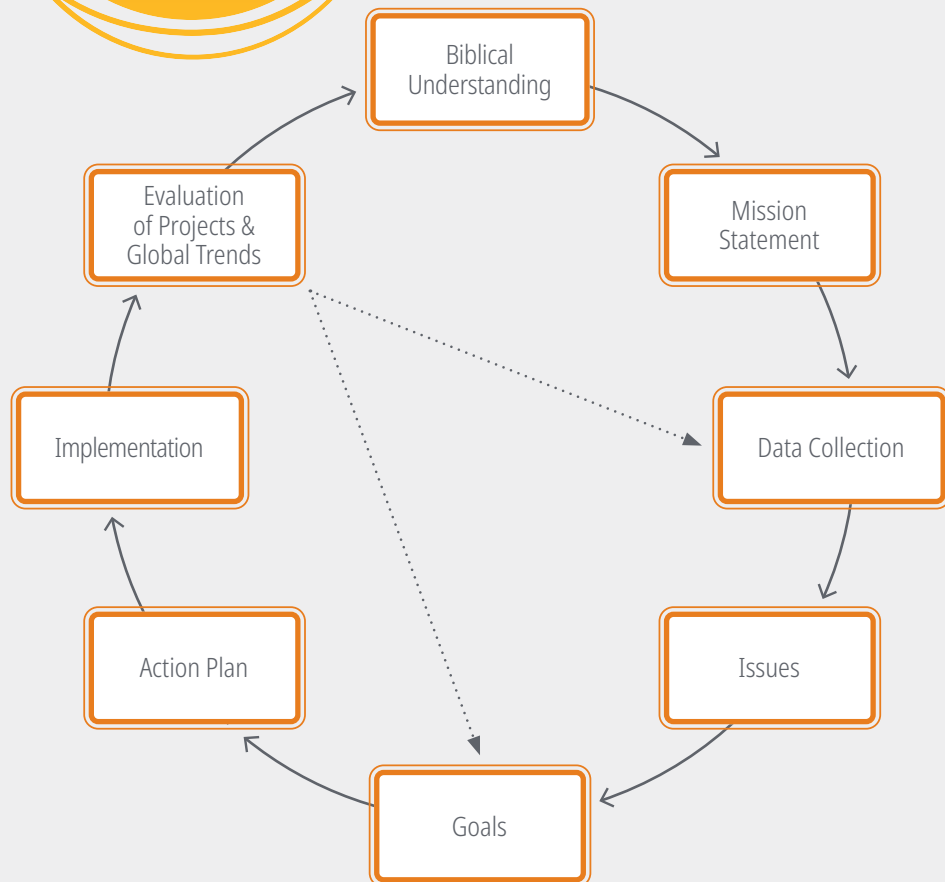 Biblical
Understanding
Mission
Statement
Data Collection
Issues
Goals
Action Plan
Implementation
Evaluation
of Projects &
Global Trends